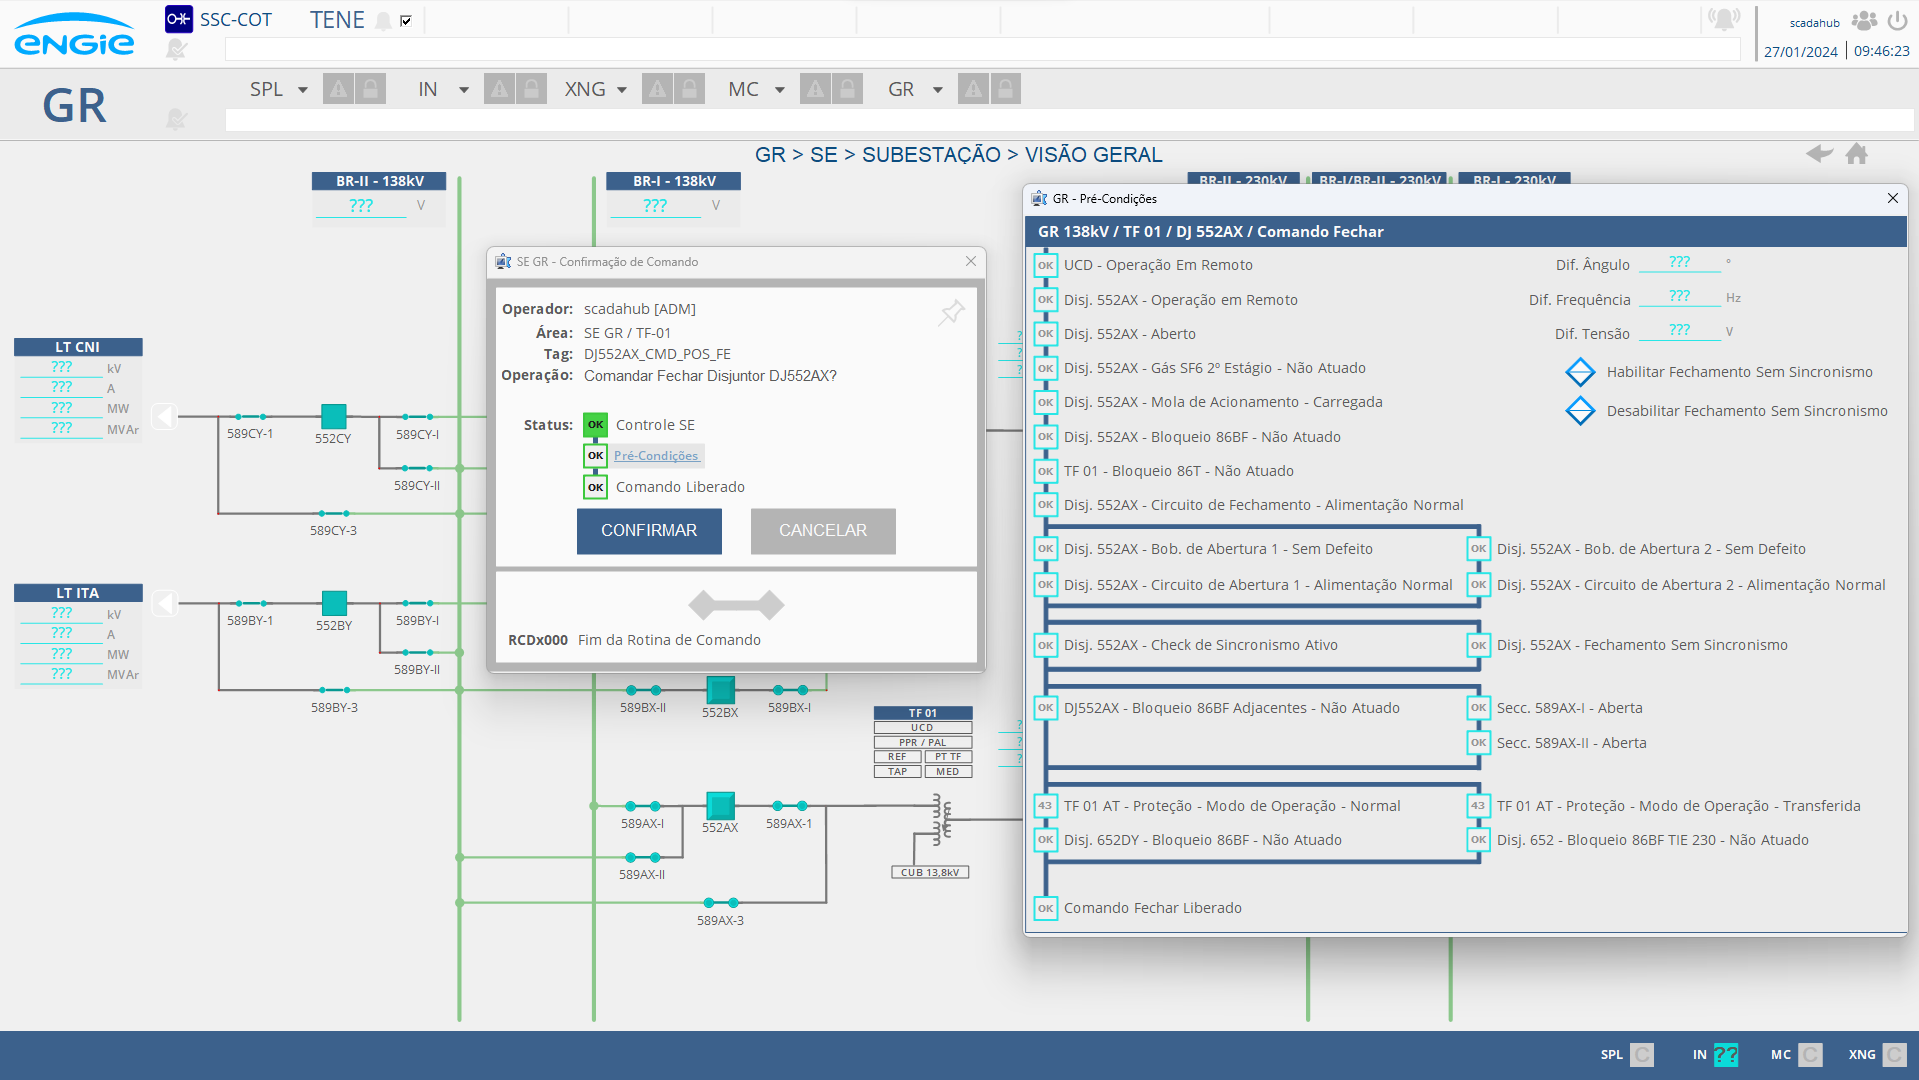 ENGIE
SSC-COT
TENE
scadahub
27/01/2024
09:46:23
GR
SPL
IN
XNG
MC
GR
GR > SE > SUBESTAÇÃO > VISÃO GERAL
BR-II - 138kV
??? V
BR-I - 138kV
??? V
BR-II - 230kV
BR-I/BR-II - 230kV
BR-I - 230kV
LT CNI
??? kV
??? A
??? MW
??? MVAr
589CY-1
552CY
589CY-I
589CY-II
589CY-3
LT ITA
??? kV
??? A
??? MW
??? MVAr
589BY-1
552BY
589BY-I
589BY-II
589BY-3
SE GR - Confirmação de Comando
Operador: scadahub [ADM]
Área: SE GR / TF-01
Tag: DJ552AX_CMD_POS_FE
Operação: Comandar Fechar Disjuntor DJ552AX?
Status: OK Controle SE
OK Pré-Condições
OK Comando Liberado
CONFIRMAR
CANCELAR
RCDx000 Fim da Rotina de Comando
589BX-II
552BX
589BX-I
TF 01
UCD
PPR / PAL
REF
PT TF
TAP
MED
589AX-I
552AX
589AX-1
589AX-II
CUB 13,8kV
589AX-3
?
?
?
?
?
?
GR - Pré-Condições
GR 138kV / TF 01 / DJ 552AX / Comando Fechar
OK UCD - Operação Em Remoto
Dif. Ângulo ??? °
OK Disj. 552AX - Operação em Remoto
Dif. Frequência ??? Hz
OK Disj. 552AX - Aberto
Dif. Tensão ??? V
OK Disj. 552AX - Gás SF6 2º Estágio - Não Atuado
Habilitar Fechamento Sem Sincronismo
OK Disj. 552AX - Mola de Acionamento - Carregada
Desabilitar Fechamento Sem Sincronismo
OK Disj. 552AX - Bloqueio 86BF - Não Atuado
OK TF 01 - Bloqueio 86T - Não Atuado
OK Disj. 552AX - Circuito de Fechamento - Alimentação Normal
OK Disj. 552AX - Bob. de Abertura 1 - Sem Defeito
OK Disj. 552AX - Bob. de Abertura 2 - Sem Defeito
OK Disj. 552AX - Circuito de Abertura 1 - Alimentação Normal
OK Disj. 552AX - Circuito de Abertura 2 - Alimentação Normal
OK Disj. 552AX - Check de Sincronismo Ativo
OK Disj. 552AX - Fechamento Sem Sincronismo
OK DJ552AX - Bloqueio 86BF Adjacentes - Não Atuado
OK Secc. 589AX-I - Aberta
OK Secc. 589AX-II - Aberta
43 TF 01 AT - Proteção - Modo de Operação - Normal
43 TF 01 AT - Proteção - Modo de Operação - Transferida
OK Disj. 652DY - Bloqueio 86BF - Não Atuado
OK Disj. 652 - Bloqueio 86BF TIE 230 - Não Atuado
OK Comando Fechar Liberado
SPL C
IN ??
MC C
XNG C